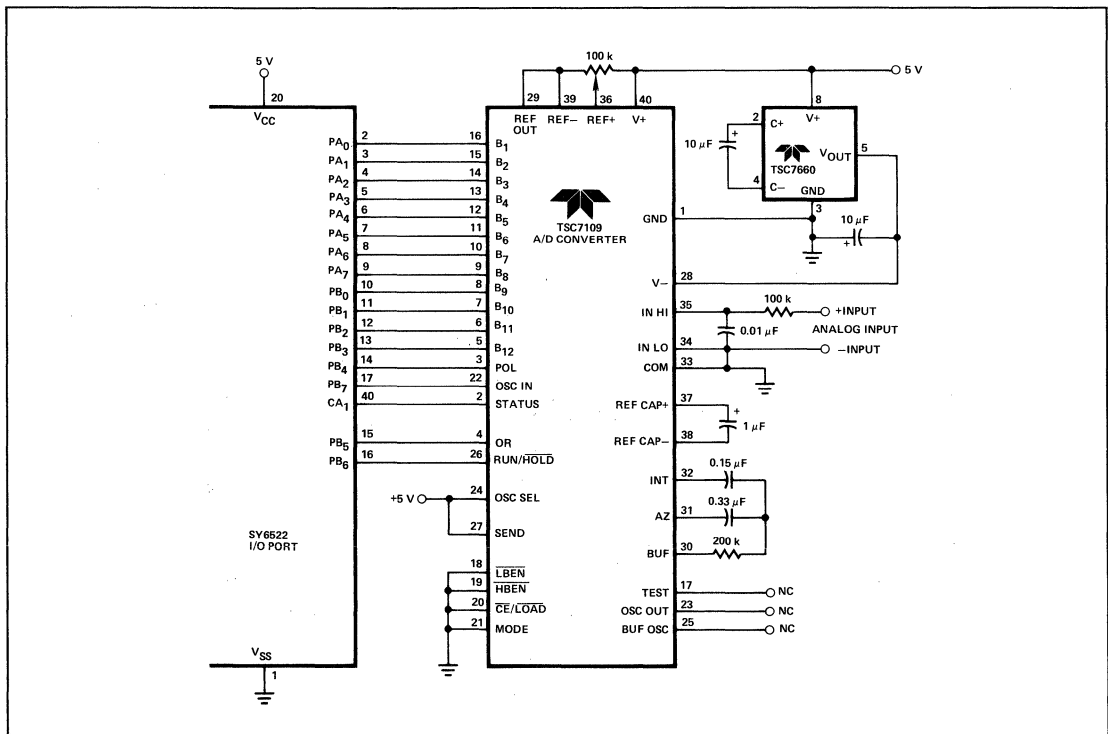 5 V
20
VCC
PA0 2 16 B1
PA1 3 15 B2
PA2 4 14 B3
PA3 5 13 B4
PA4 6 12 B5
PA5 7 11 B6
PA6 8 10 B7
PA7 9 9 B8
PB0 10 8 B9
PB1 11 7 B10
PB2 12 6 B11
PB3 13 5 B12
PB4 14 3 POL
PB7 17 22 OSC IN
CA1 40 2 STATUS
PB5 15 4 OR
PB6 16 26 RUN/HOLD
+5 V 24 OSC SEL
27 SEND
18 LBEN
19 HBEN
20 CE/LOAD
21 MODE
SY6522
I/O PORT
VSS
1
100 k
29 39 36 40
REF OUT REF– REF+ V+
5 V
TSC7109
A/D CONVERTER
GND 1
V– 28
IN HI 35 100 k +INPUT
0.01 µF ANALOG INPUT
IN LO 34 –INPUT
COM 33
REF CAP+ 37
1 µF
REF CAP– 38
INT 32 0.15 µF
AZ 31 0.33 µF
BUF 30 200 k
TEST 17 NC
OSC OUT 23 NC
BUF OSC 25 NC
8
V+
2 C+
10 µF
+
4 C–
TSC7660
VOUT 5
GND
3
10 µF
+
+